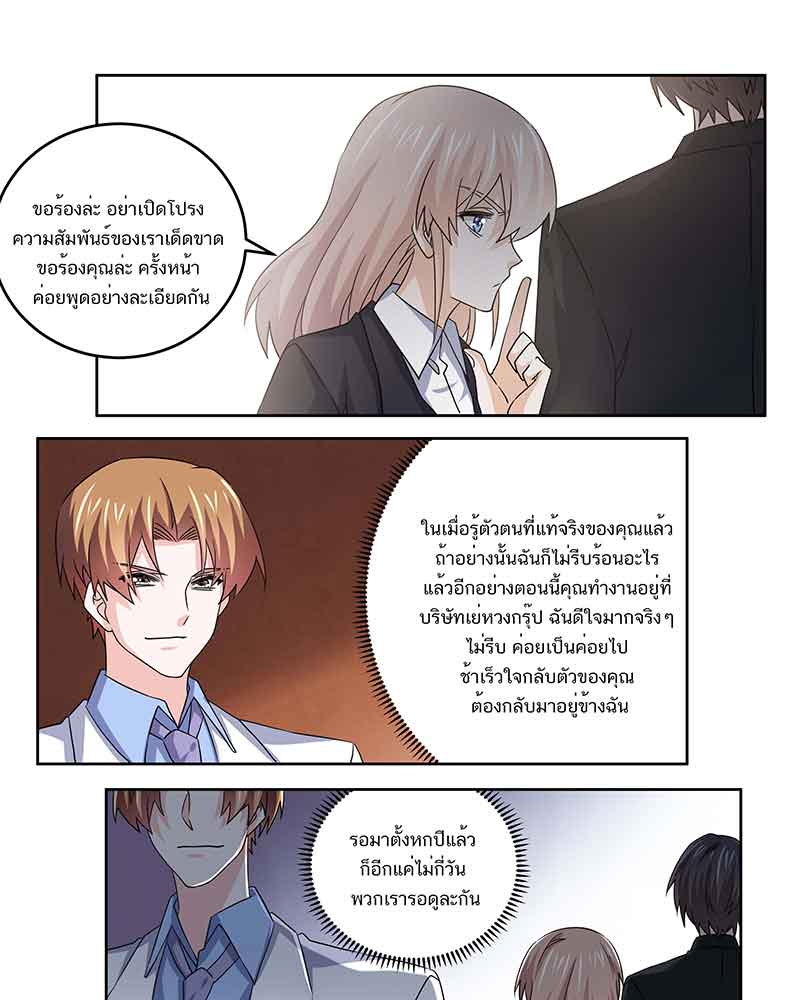 ขอร้องล่ะ อย่าเปิดโปรง
ความสัมพันธ์ของเราเด็ดขาด
ขอร้องคุณล่ะ ครั้งหน้า
ค่อยพูดอย่างละเอียดกัน
ในเมื่อรู้ตัวตนที่แท้จริงของคุณแล้ว
ถ้าอย่างนั้นฉันก็ไม่รีบร้อนอะไร
แล้วอีกอย่างตอนนี้คุณทำงานอยู่ที่
บริษัทเย่หวงกรุ๊ป ฉันดีใจมากจริงๆ
ไม่รีบ ค่อยเป็นค่อยไป
ช้าเร็วใจกลับตัวของคุณ
ต้องกลับมาอยู่ข้างฉัน
รอมาตั้งหกปีแล้ว
ก็อีกแค่ไม่กี่วัน
พวกเรารอดูละกัน